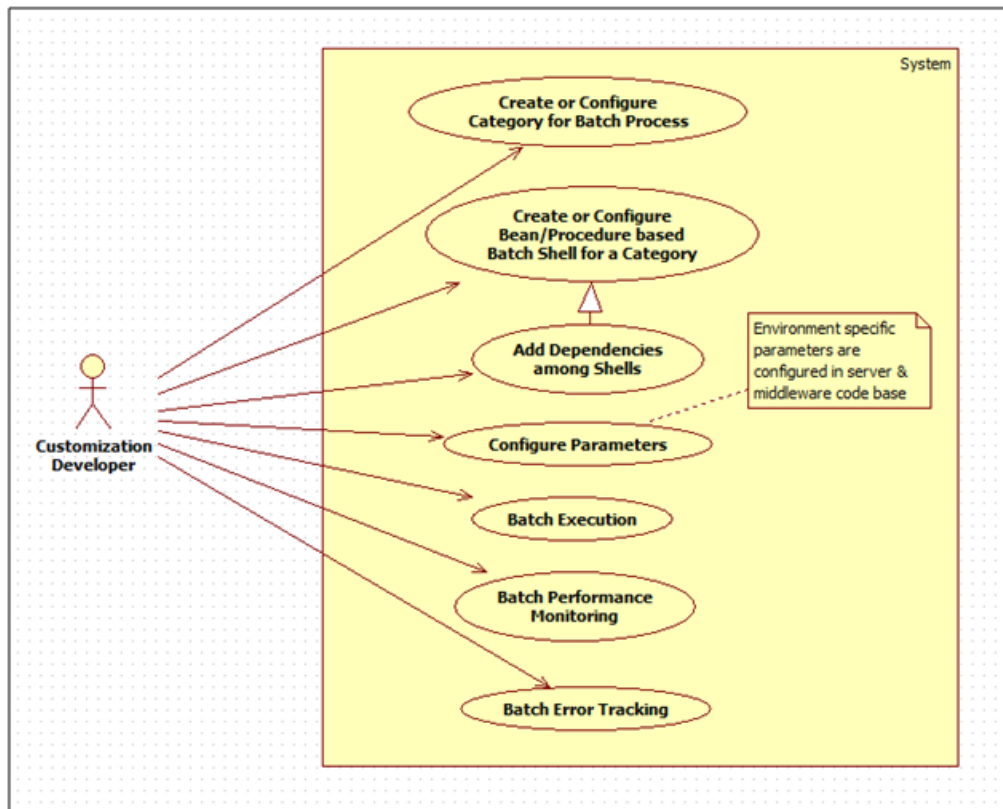 System
Create or Configure
Category for Batch Process
Create or Configure
Bean/Procedure based
Batch Shell for a Category
Environment specific
parameters are
configured in server &
middleware code base
Add Dependencies
among Shells
Configure Parameters
Customization
Developer
Batch Execution
Batch Performance
Monitoring
Batch Error Tracking